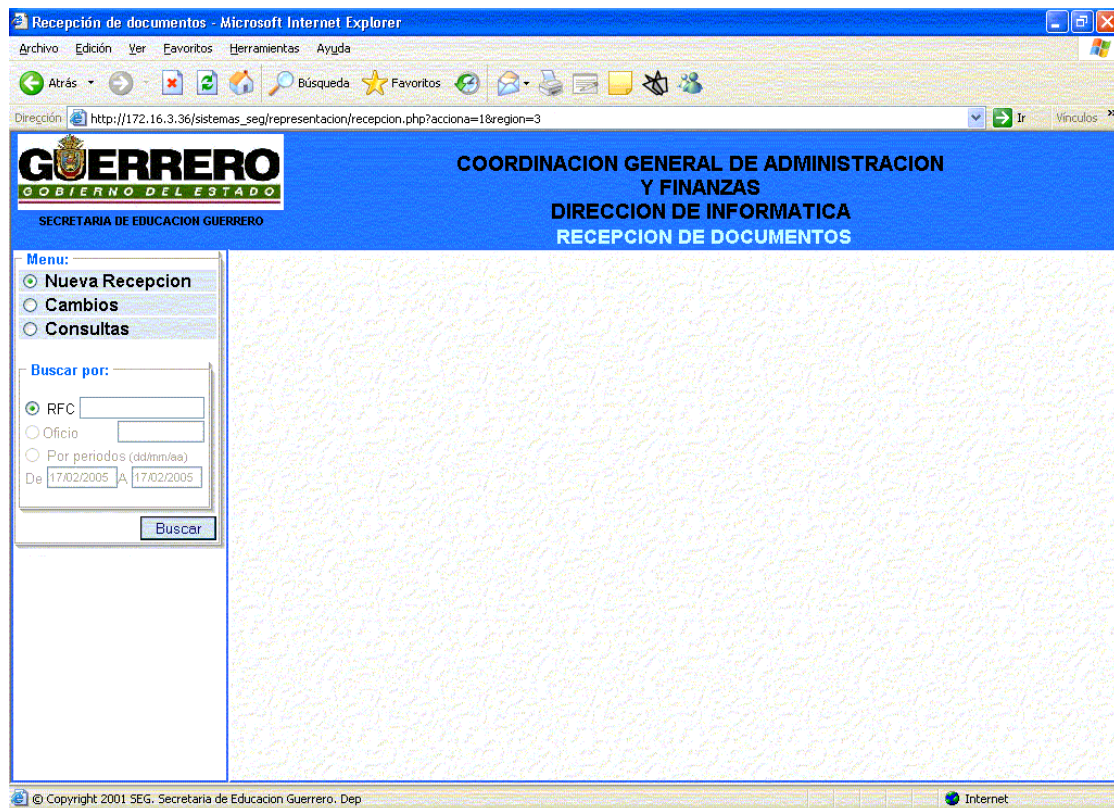 Recepción de documentos - Microsoft Internet Explorer
Archivo Edición Ver Favoritos Herramientas Ayuda
Atrás Búsqueda Favoritos
Dirección http://172.16.3.36/sistemas_seg/representacion/recepcion.php?acciona=1&region=3 Ir Vínculos »
GUERRERO
GOBIERNO DEL ESTADO
SECRETARIA DE EDUCACION GUERRERO
COORDINACION GENERAL DE ADMINISTRACION
Y FINANZAS
DIRECCION DE INFORMATICA
RECEPCION DE DOCUMENTOS
Menu:
Nueva Recepcion
Cambios
Consultas
Buscar por:
RFC
Oficio
Por periodos (dd/mm/aa)
De 17/02/2005 A 17/02/2005
Buscar
© Copyright 2001 SEG. Secretaria de Educacion Guerrero. Dep Internet